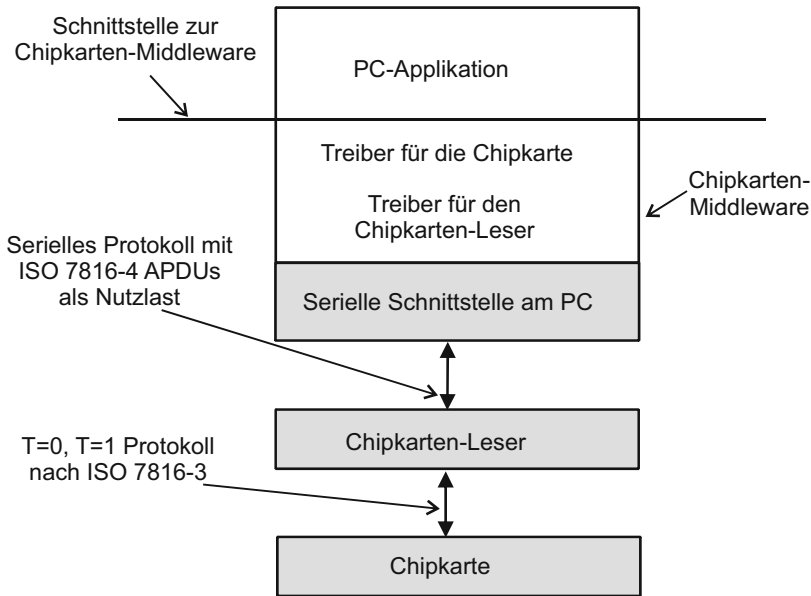 Schnittstelle zur
Chipkarten-Middleware
PC-Applikation
Treiber für die Chipkarte
Treiber für den
Chipkarten-Leser
Chipkarten-
Middleware
Serielles Protokoll mit
ISO 7816-4 APDUs
als Nutzlast
Serielle Schnittstelle am PC
Chipkarten-Leser
T=0, T=1 Protokoll
nach ISO 7816-3
Chipkarte